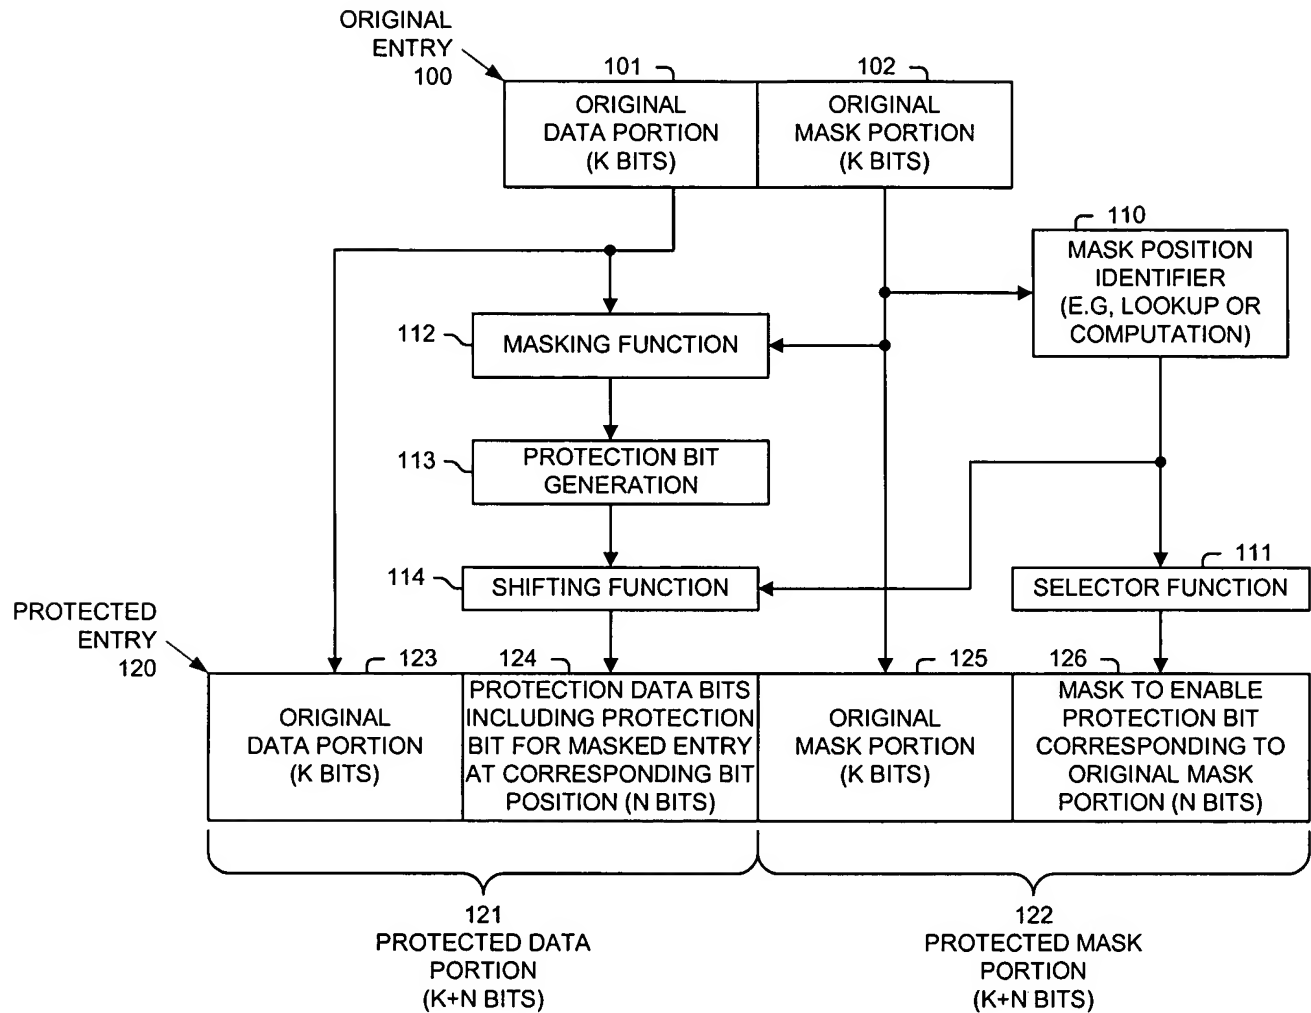 ORIGINAL
ENTRY
100
101
102
ORIGINAL
DATA PORTION
(K BITS)
ORIGINAL
MASK PORTION
(K BITS)
110
MASK POSITION
IDENTIFIER
(E.G, LOOKUP OR
COMPUTATION)
112
MASKING FUNCTION
113
PROTECTION BIT
GENERATION
114
SHIFTING FUNCTION
111
SELECTOR FUNCTION
PROTECTED
ENTRY
120
123
ORIGINAL
DATA PORTION
(K BITS)
124
PROTECTION DATA BITS
INCLUDING PROTECTION
BIT FOR MASKED ENTRY
AT CORRESPONDING BIT
POSITION (N BITS)
125
ORIGINAL
MASK PORTION
(K BITS)
126
MASK TO ENABLE
PROTECTION BIT
CORRESPONDING TO
ORIGINAL MASK
PORTION (N BITS)
121
PROTECTED DATA
PORTION
(K+N BITS)
122
PROTECTED MASK
PORTION
(K+N BITS)